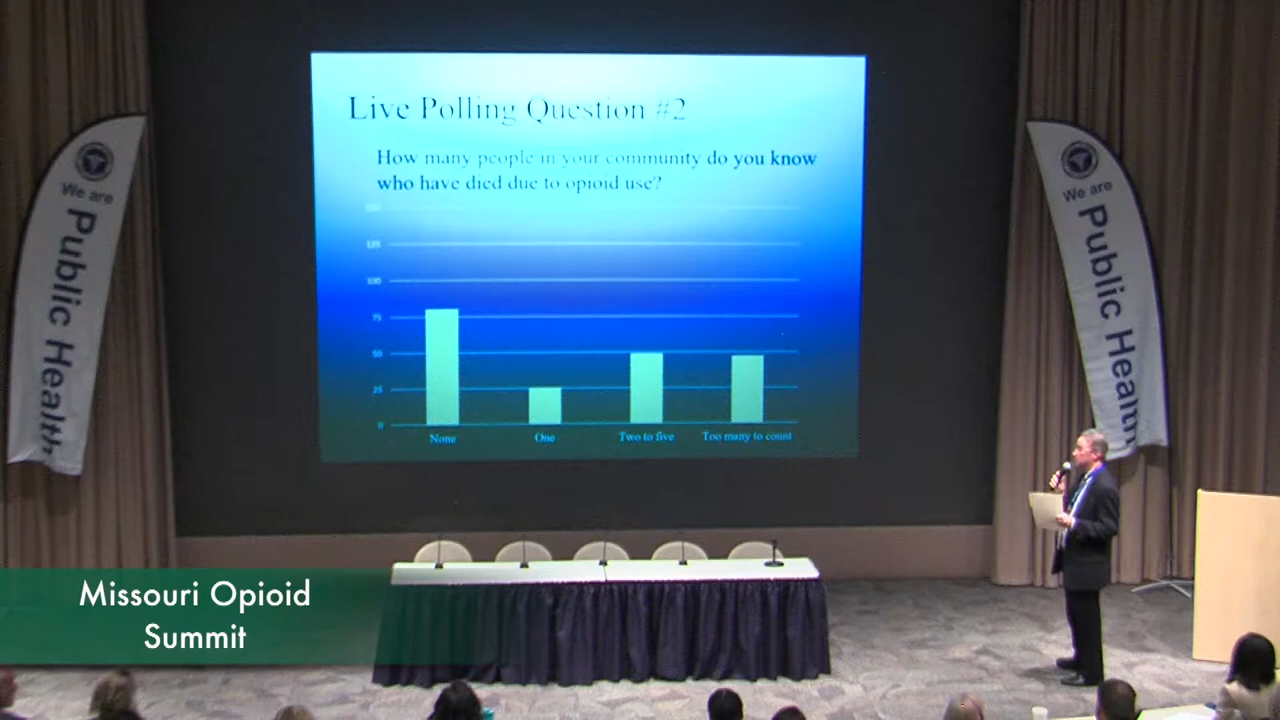 Live Polling Question #2
How many people in your community do you know
who have died due to opioid use?
125
100
75
50
25
0
None
One
Two to five
Too many to count
We are
Public Health
We are
Public Health
Missouri Opioid
Summit